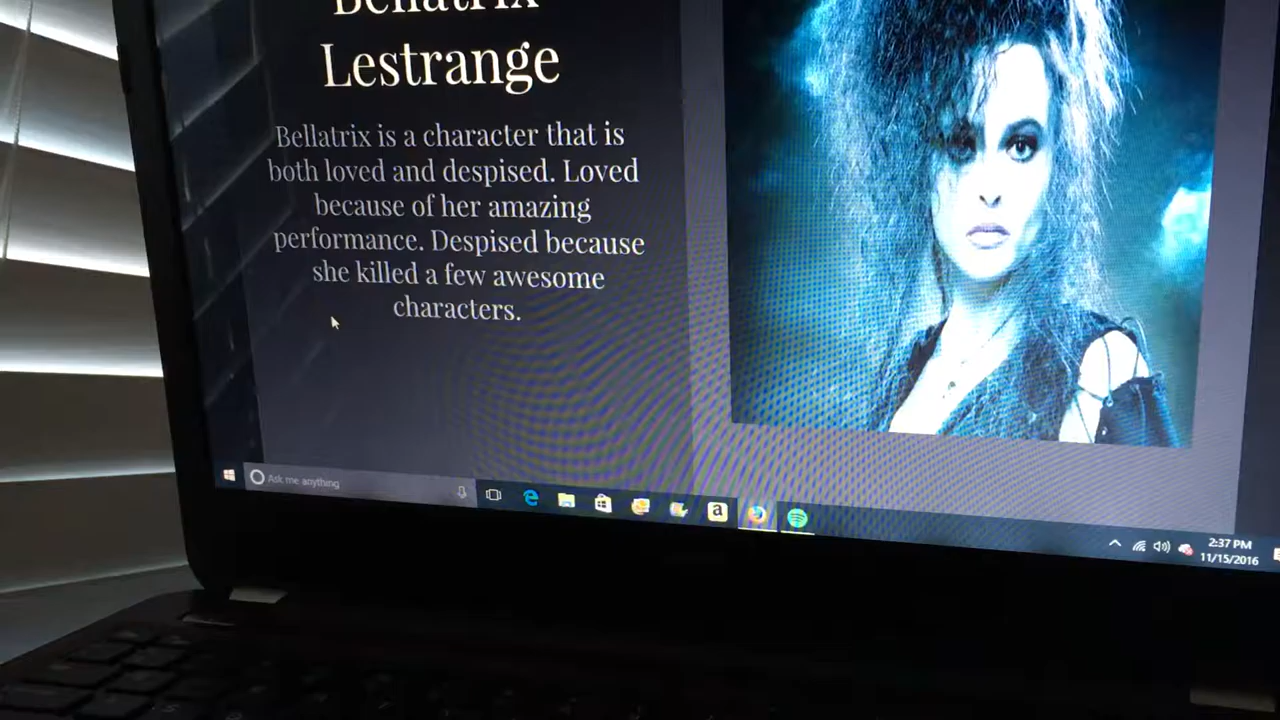 Bellatrix
Lestrange
Bellatrix is a character that is
both loved and despised. Loved
because of her amazing
performance. Despised because
she killed a few awesome
characters.
Ask me anything
a
2:37 PM
11/15/2016